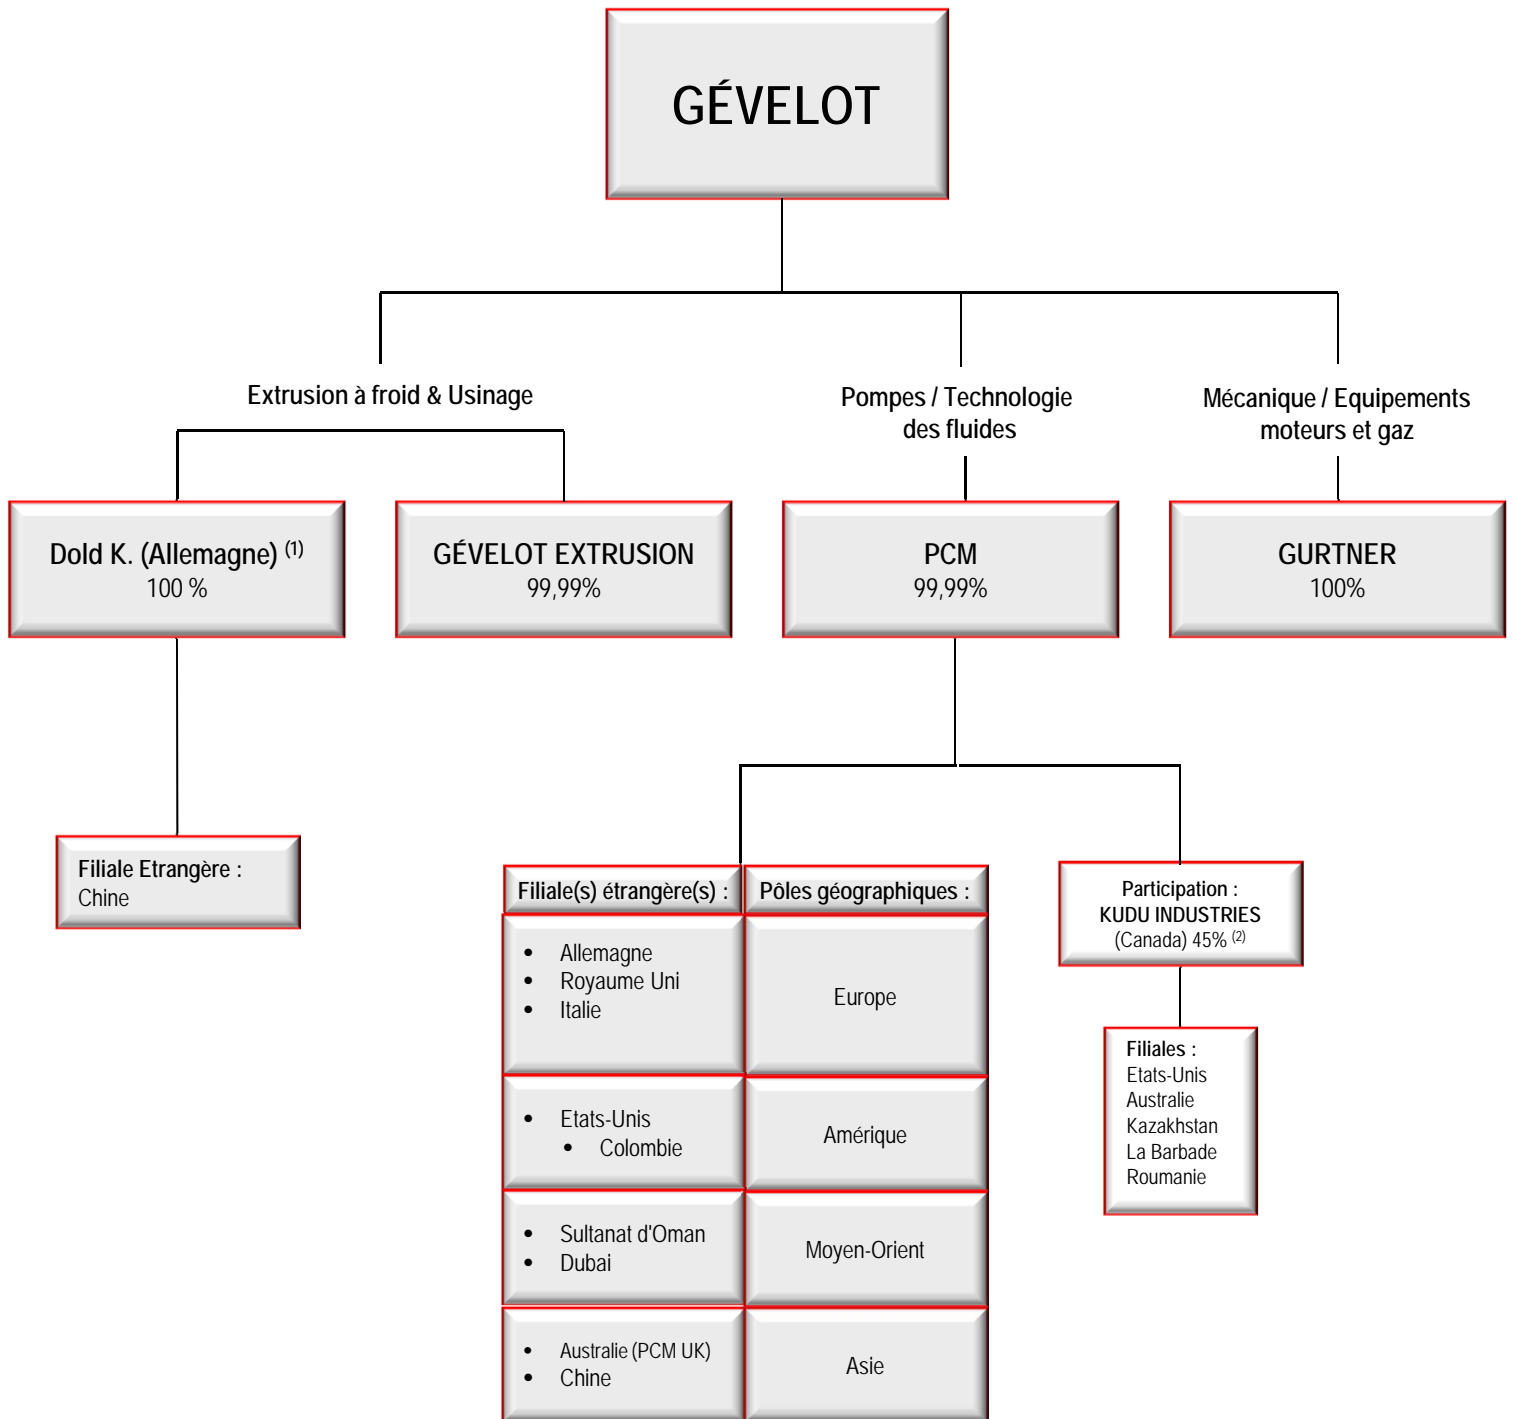 GÉVELOT
Extrusion à froid & Usinage
Pompes / Technologie
des fluides
Mécanique / Equipements
moteurs et gaz
Dold K. (Allemagne) (1)
100 %
GÉVELOT EXTRUSION
99,99%
PCM
99,99%
GURTNER
100%
Filiale Etrangère :
Chine
Filiale(s) étrangère(s) :
Pôles géographiques :
• Allemagne
• Royaume Uni
• Italie
Europe
• Etats-Unis
• Colombie
Amérique
• Sultanat d'Oman
• Dubai
Moyen-Orient
• Australie (PCM UK)
• Chine
Asie
Participation :
KUDU INDUSTRIES
(Canada) 45% (2)
Filiales :
Etats-Unis
Australie
Kazakhstan
La Barbade
Roumanie